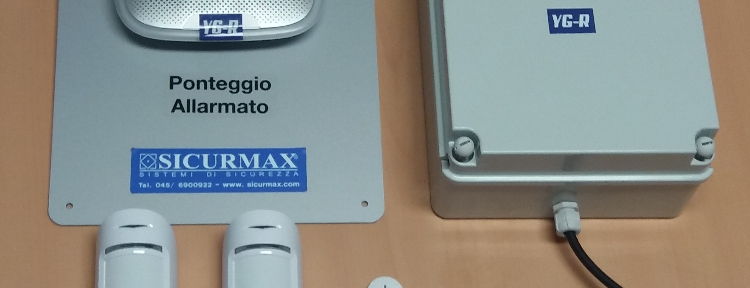 YG-R
YG-R
Ponteggio
Allarmato
SICURMAX®
SISTEMI DI SICUREZZA
Tel. 045/ 6900922 - www. sicurmax.com